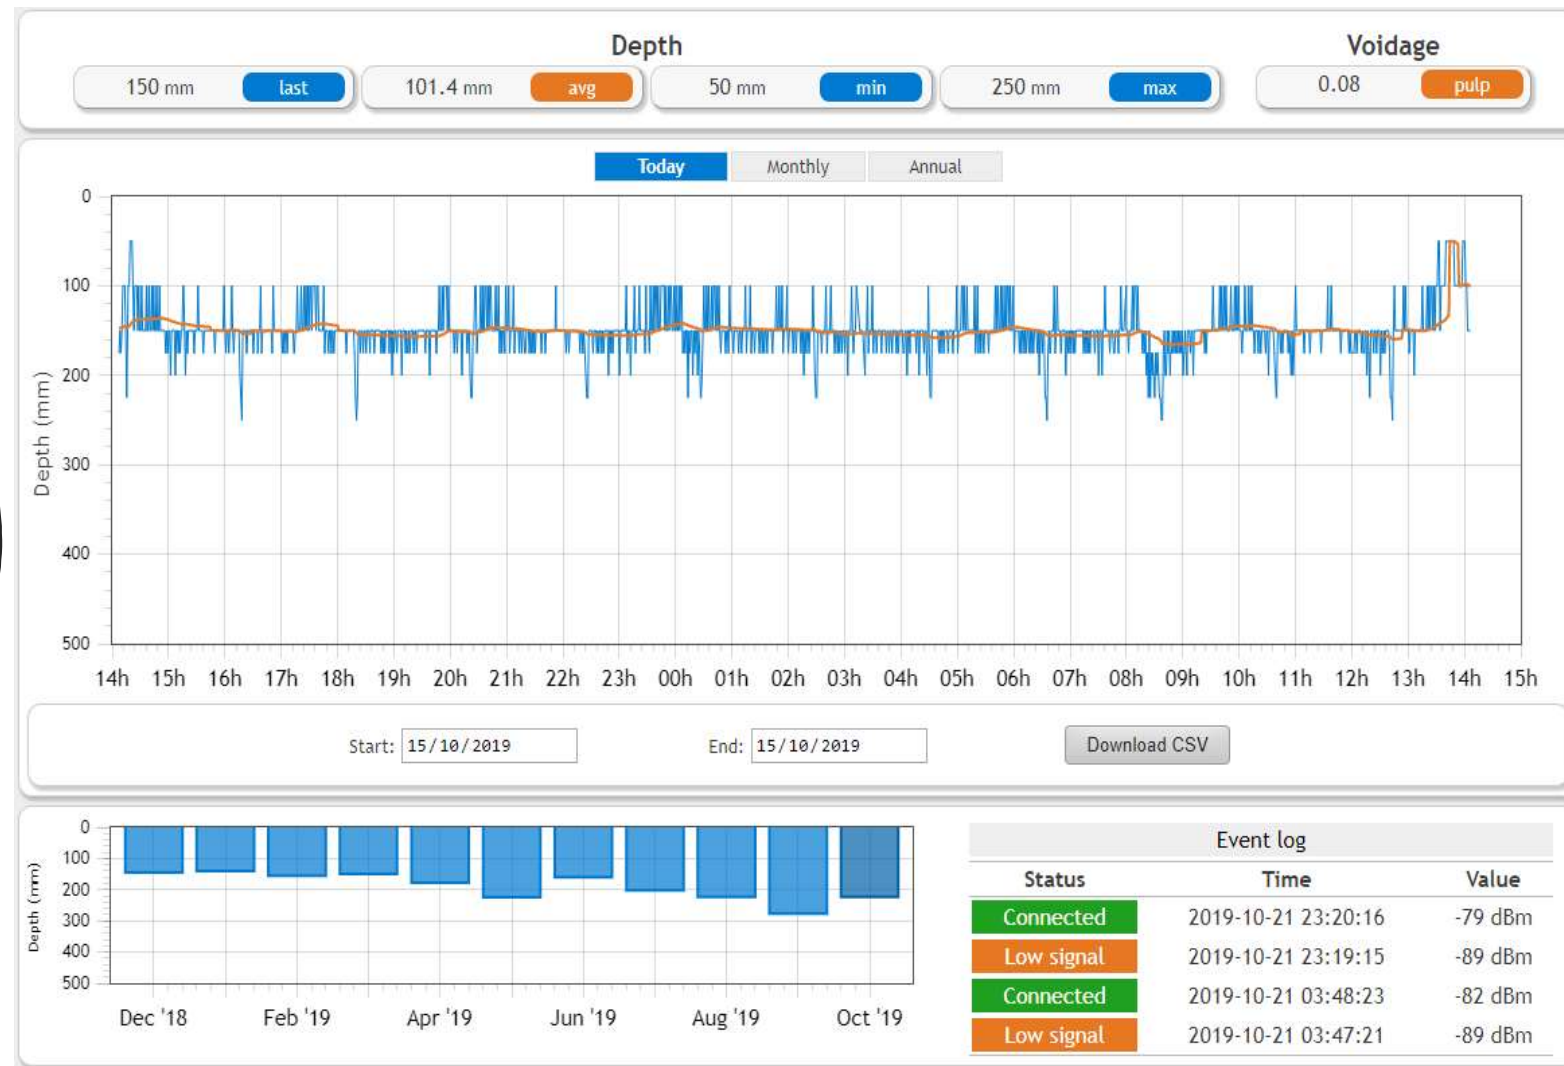 Depth Voidage
150 mm last 101.4 mm avg 50 mm min 250 mm max 0.08 pulp
Today Monthly Annual
Depth (mm)
0
100
200
300
400
500
14h 15h 16h 17h 18h 19h 20h 21h 22h 23h 00h 01h 02h 03h 04h 05h 06h 07h 08h 09h 10h 11h 12h 13h 14h 15h
Start: 15/10/2019 End: 15/10/2019 Download CSV
Depth (mm)
0
100
200
300
400
500
Dec '18 Feb '19 Apr '19 Jun '19 Aug '19 Oct '19
Event log
Status Time Value
Connected 2019-10-21 23:20:16 -79 dBm
Low signal 2019-10-21 23:19:15 -89 dBm
Connected 2019-10-21 03:48:23 -82 dBm
Low signal 2019-10-21 03:47:21 -89 dBm